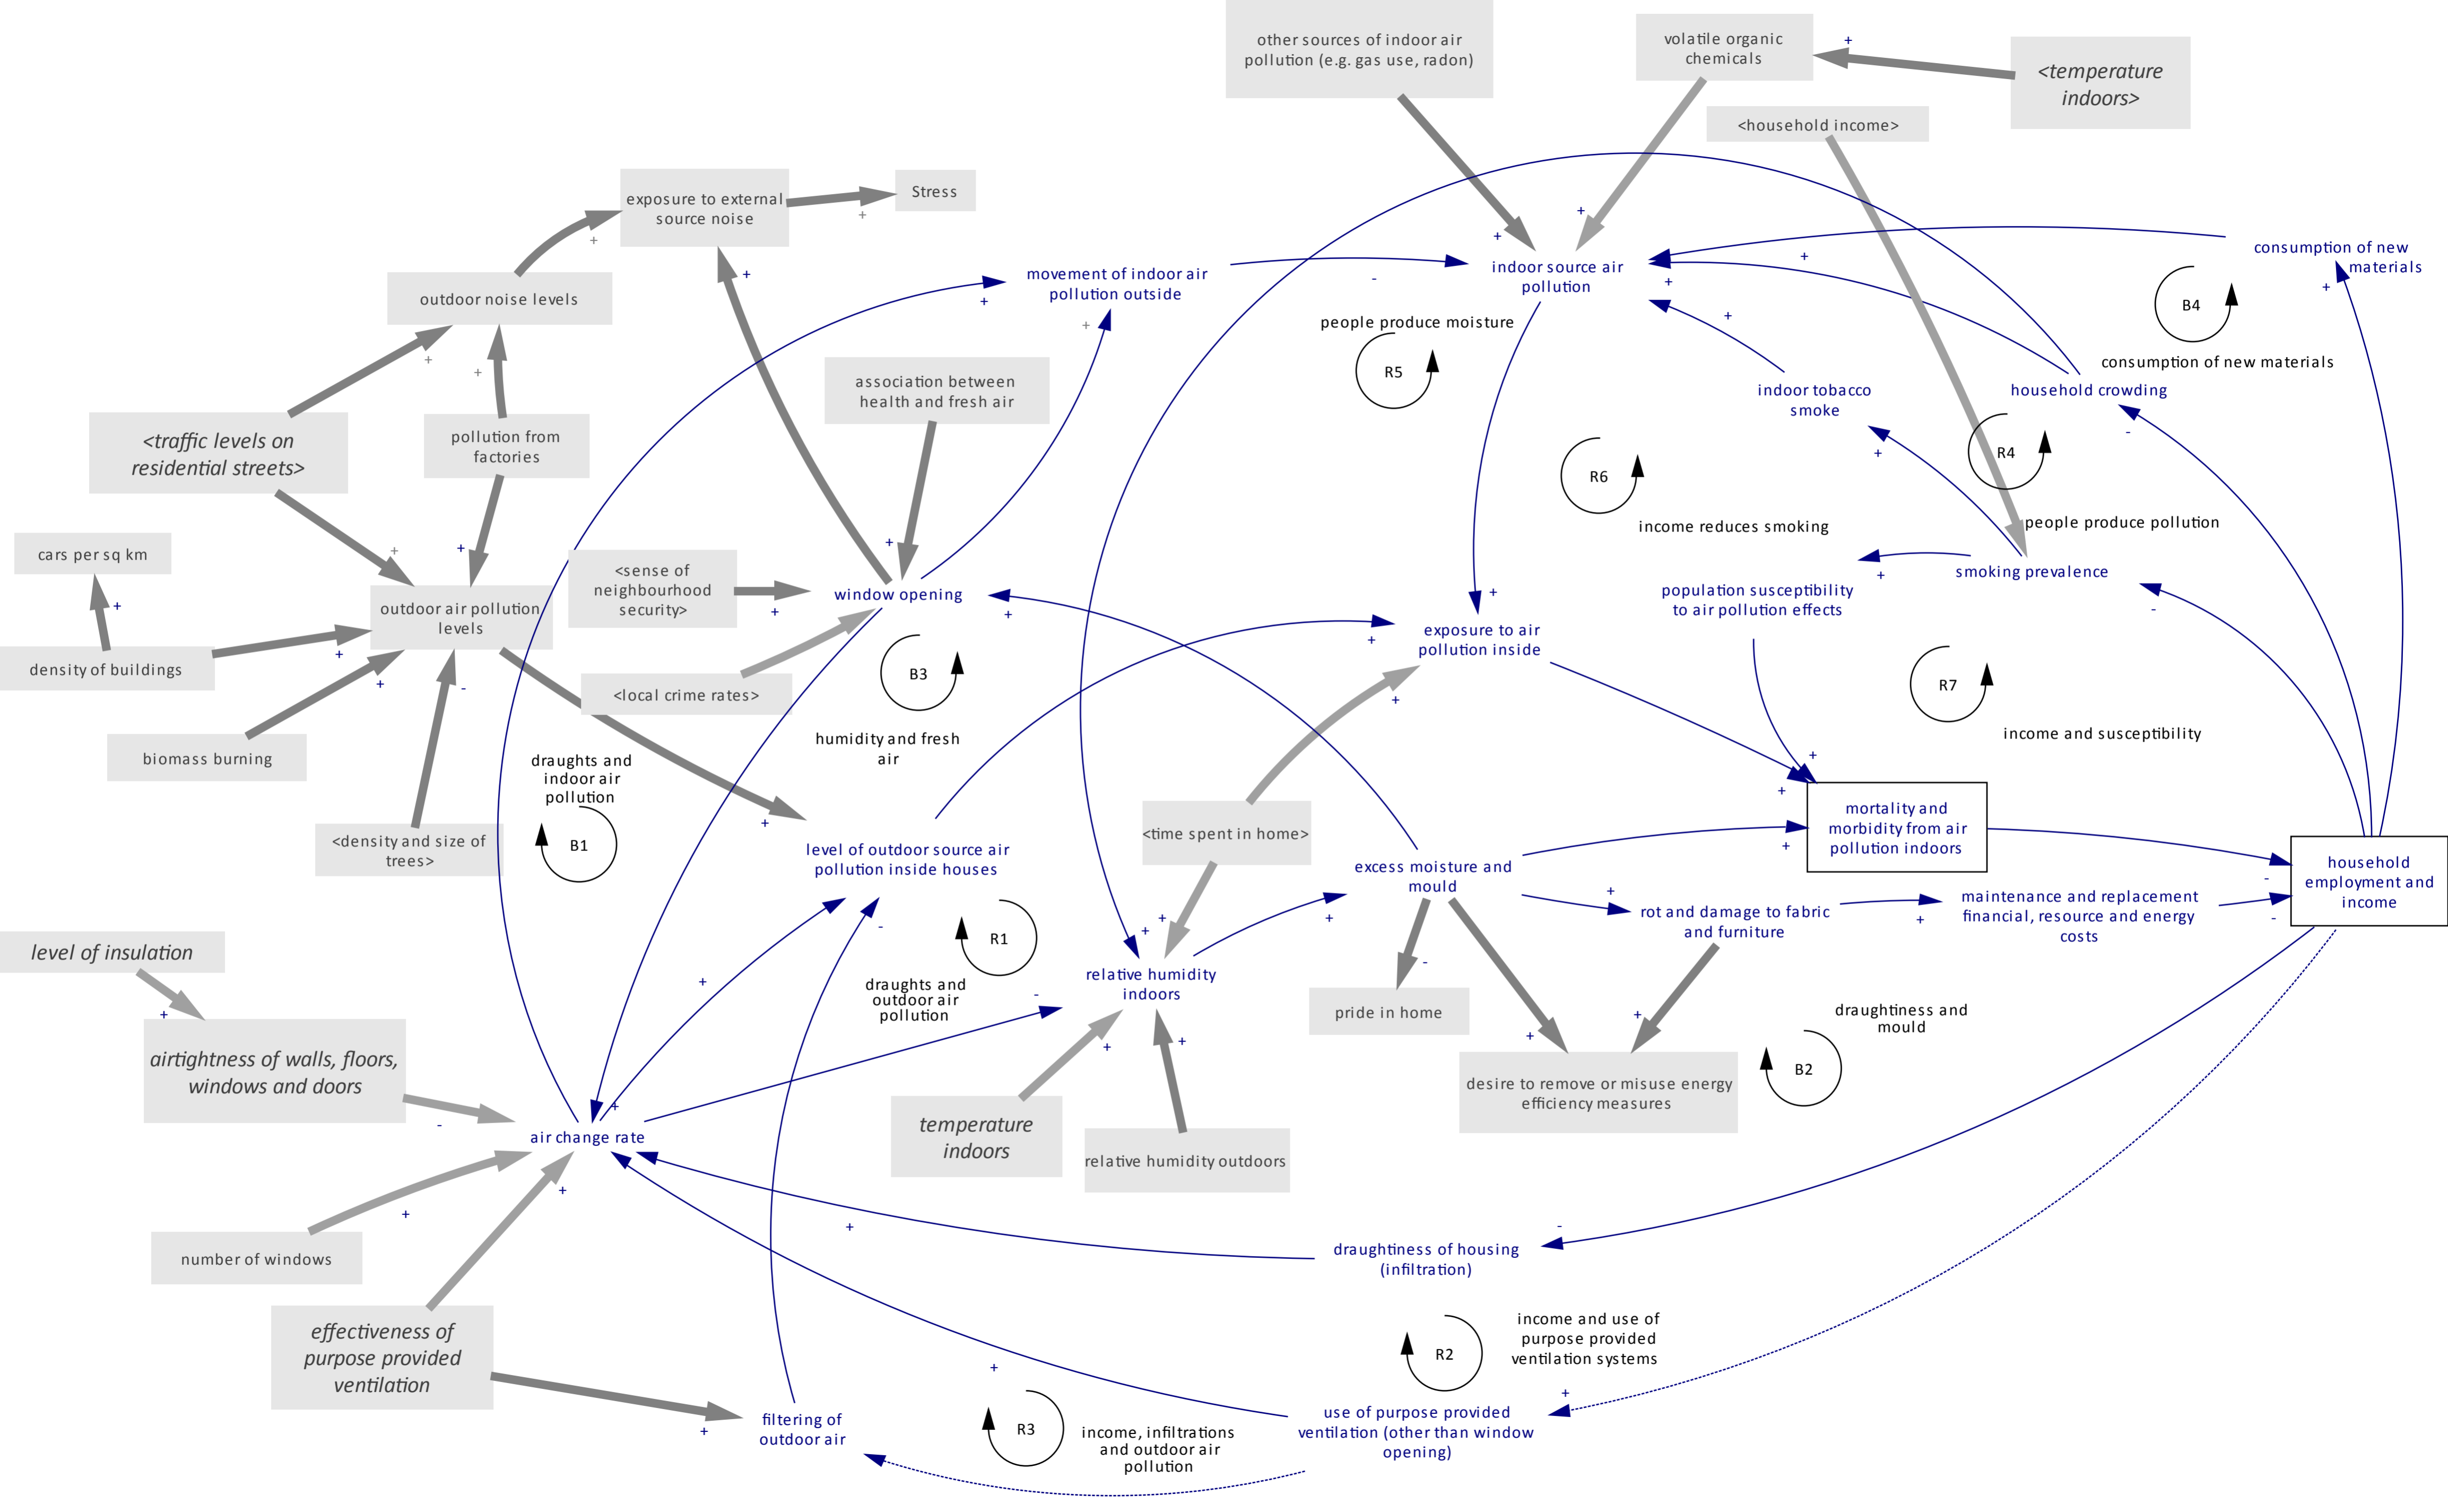 other sources of indoor air
pollution (e.g. gas use, radon)
volatile organic
chemicals
+
<temperature
indoors>
<household income>
exposure to external
source noise
Stress
+
+
+
+
+
outdoor noise levels
+
movement of indoor air
pollution outside
+
+
-
indoor source air
pollution
+
+
consumption of new
materials
+
B4
consumption of new materials
people produce moisture
R5
+
+
+
<traffic levels on
residential streets>
pollution from
factories
association between
health and fresh air
indoor tobacco
smoke
household crowding
-
+
R4
R6
income reduces smoking
people produce pollution
cars per sq km
+
+
+
<sense of
neighbourhood
security>
+
window opening
+
+
smoking prevalence
-
+
population susceptibility
to air pollution effects
outdoor air pollution
levels
+
density of buildings
+
+
-
<local crime rates>
B3
humidity and fresh
air
+
exposure to air
pollution inside
+
R7
income and susceptibility
biomass burning
draughts and
indoor air
pollution
B1
<density and size of
trees>
+
level of outdoor source air
pollution inside houses
<time spent in home>
+
+
+
mortality and
morbidity from air
pollution indoors
-
household
employment and
income
excess moisture and
mould
+
+
rot and damage to fabric
and furniture
+
maintenance and replacement
financial, resource and energy
costs
-
level of insulation
+
-
R1
draughts and
outdoor air
pollution
+
-
+
+
relative humidity
indoors
-
pride in home
+
+
+
+
airtightness of walls, floors,
windows and doors
-
+
air change rate
temperature
indoors
relative humidity outdoors
desire to remove or misuse energy
efficiency measures
draughtiness and
mould
B2
+
+
number of windows
+
-
draughtiness of housing
(infiltration)
effectiveness of
purpose provided
ventilation
+
+
filtering of
outdoor air
R3
income, infiltrations
and outdoor air
pollution
R2
income and use of
purpose provided
ventilation systems
+
use of purpose provided
ventilation (other than window
opening)